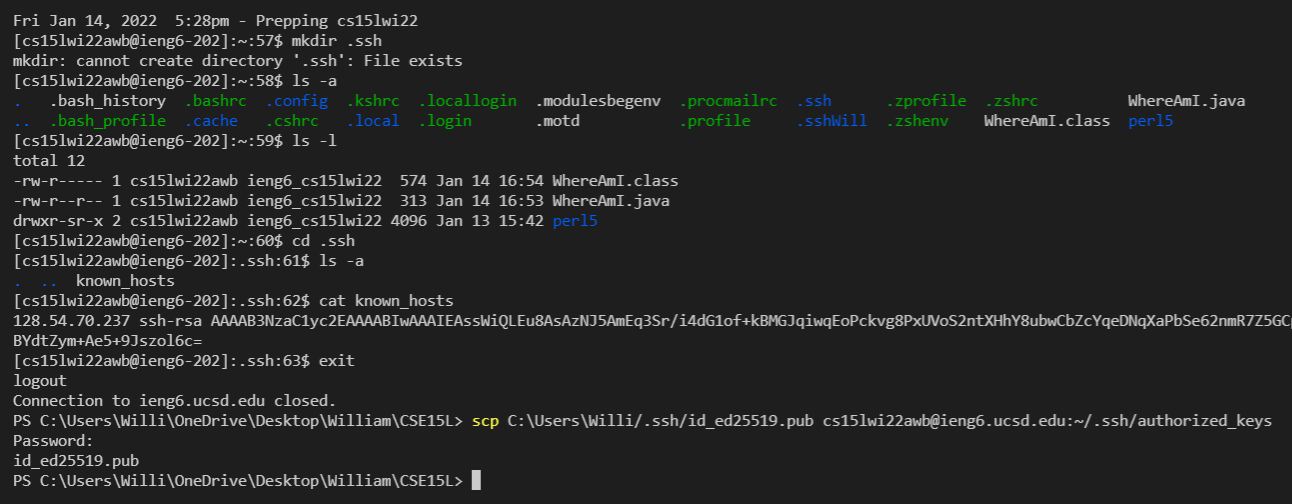 Fri Jan 14, 2022  5:28pm - Prepping cs15lwi22
[cs15lwi22awb@ieng6-202]:~:57$ mkdir .ssh
mkdir: cannot create directory '.ssh': File exists
[cs15lwi22awb@ieng6-202]:~:58$ ls -a
.   .bash_history  .bashrc  .config  .kshrc  .locallogin  .modulesbegenv  .procmailrc  .ssh      .zprofile  .zshrc          WhereAmI.java
..  .bash_profile  .cache   .cshrc   .local  .login       .motd           .profile     .sshWill  .zshenv    WhereAmI.class  perl5
[cs15lwi22awb@ieng6-202]:~:59$ ls -l
total 12
-rw-r----- 1 cs15lwi22awb ieng6_cs15lwi22  574 Jan 14 16:54 WhereAmI.class
-rw-r--r-- 1 cs15lwi22awb ieng6_cs15lwi22  313 Jan 14 16:53 WhereAmI.java
drwxr-sr-x 2 cs15lwi22awb ieng6_cs15lwi22 4096 Jan 13 15:42 perl5
[cs15lwi22awb@ieng6-202]:~:60$ cd .ssh
[cs15lwi22awb@ieng6-202]:.ssh:61$ ls -a
.  ..  known_hosts
[cs15lwi22awb@ieng6-202]:.ssh:62$ cat known_hosts
128.54.70.237 ssh-rsa AAAAB3NzaC1yc2EAAAABIwAAAIEAssWiQLEu8AsAzNJ5AmEq3Sr/i4dG1of+kBMGJqiwqEoPckvg8PxUVoS2ntXHhY8ubwCbZcYqeDNqXaPbSe62nmR7Z5GC
BYdtZym+Ae5+9Jszol6c=
[cs15lwi22awb@ieng6-202]:.ssh:63$ exit
logout
Connection to ieng6.ucsd.edu closed.
PS C:\Users\Willi\OneDrive\Desktop\William\CSE15L> scp C:\Users\Willi/.ssh/id_ed25519.pub cs15lwi22awb@ieng6.ucsd.edu:~/.ssh/authorized_keys
Password:
id_ed25519.pub
PS C:\Users\Willi\OneDrive\Desktop\William\CSE15L>